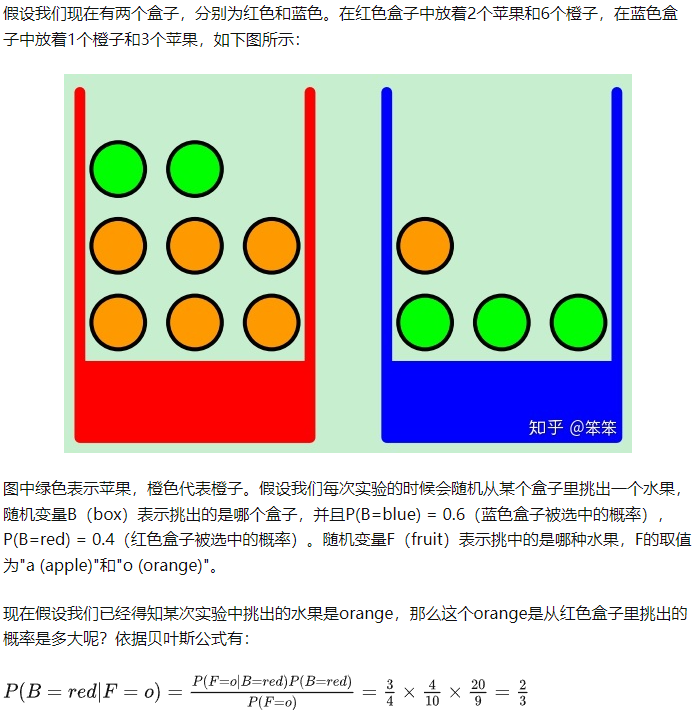 假设我们现在有两个盒子，分别为红色和蓝色。在红色盒子中放着2个苹果和6个橙子，在蓝色盒
子中放着1个橙子和3个苹果，如下图所示：
知乎 @笨笨
图中绿色表示苹果，橙色代表橙子。假设我们每次实验的时候会随机从某个盒子里挑出一个水果，
随机变量B（box）表示挑出的是哪个盒子，并且P(B=blue) = 0.6（蓝色盒子被选中的概率），
P(B=red) = 0.4（红色盒子被选中的概率）。随机变量F（fruit）表示挑中的是哪种水果，F的取值
为"a (apple)"和"o (orange)"。
现在假设我们已经得知某次实验中挑出的水果是orange，那么这个orange是从红色盒子里挑出的
概率是多大呢？依据贝叶斯公式有：
P(B = red|F = o) = \frac{P(F=o|B=red)P(B=red)}{P(F=o)} = \frac{3}{4} × \frac{4}{10} × \frac{20}{9} = \frac{2}{3}